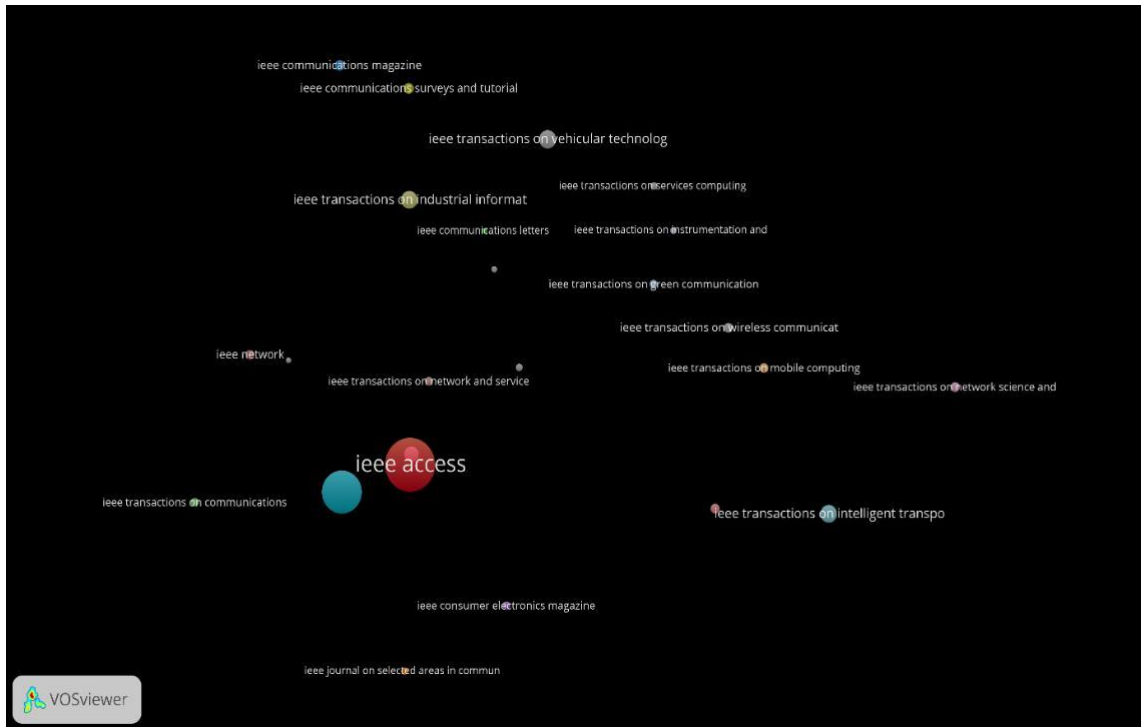 ieee communications magazine
ieee communications surveys and tutorial
ieee transactions on vehicular technolog
ieee transactions on services computing
ieee transactions on industrial informat
ieee communications letters
ieee transactions on instrumentation and
ieee transactions on green communication
ieee transactions on wireless communicat
ieee network
ieee transactions on mobile computing
ieee transactions on network and service
ieee transactions on network science and
ieee access
ieee transactions on communications
ieee transactions on intelligent transpo
ieee consumer electronics magazine
ieee journal on selected areas in commun
VOSviewer